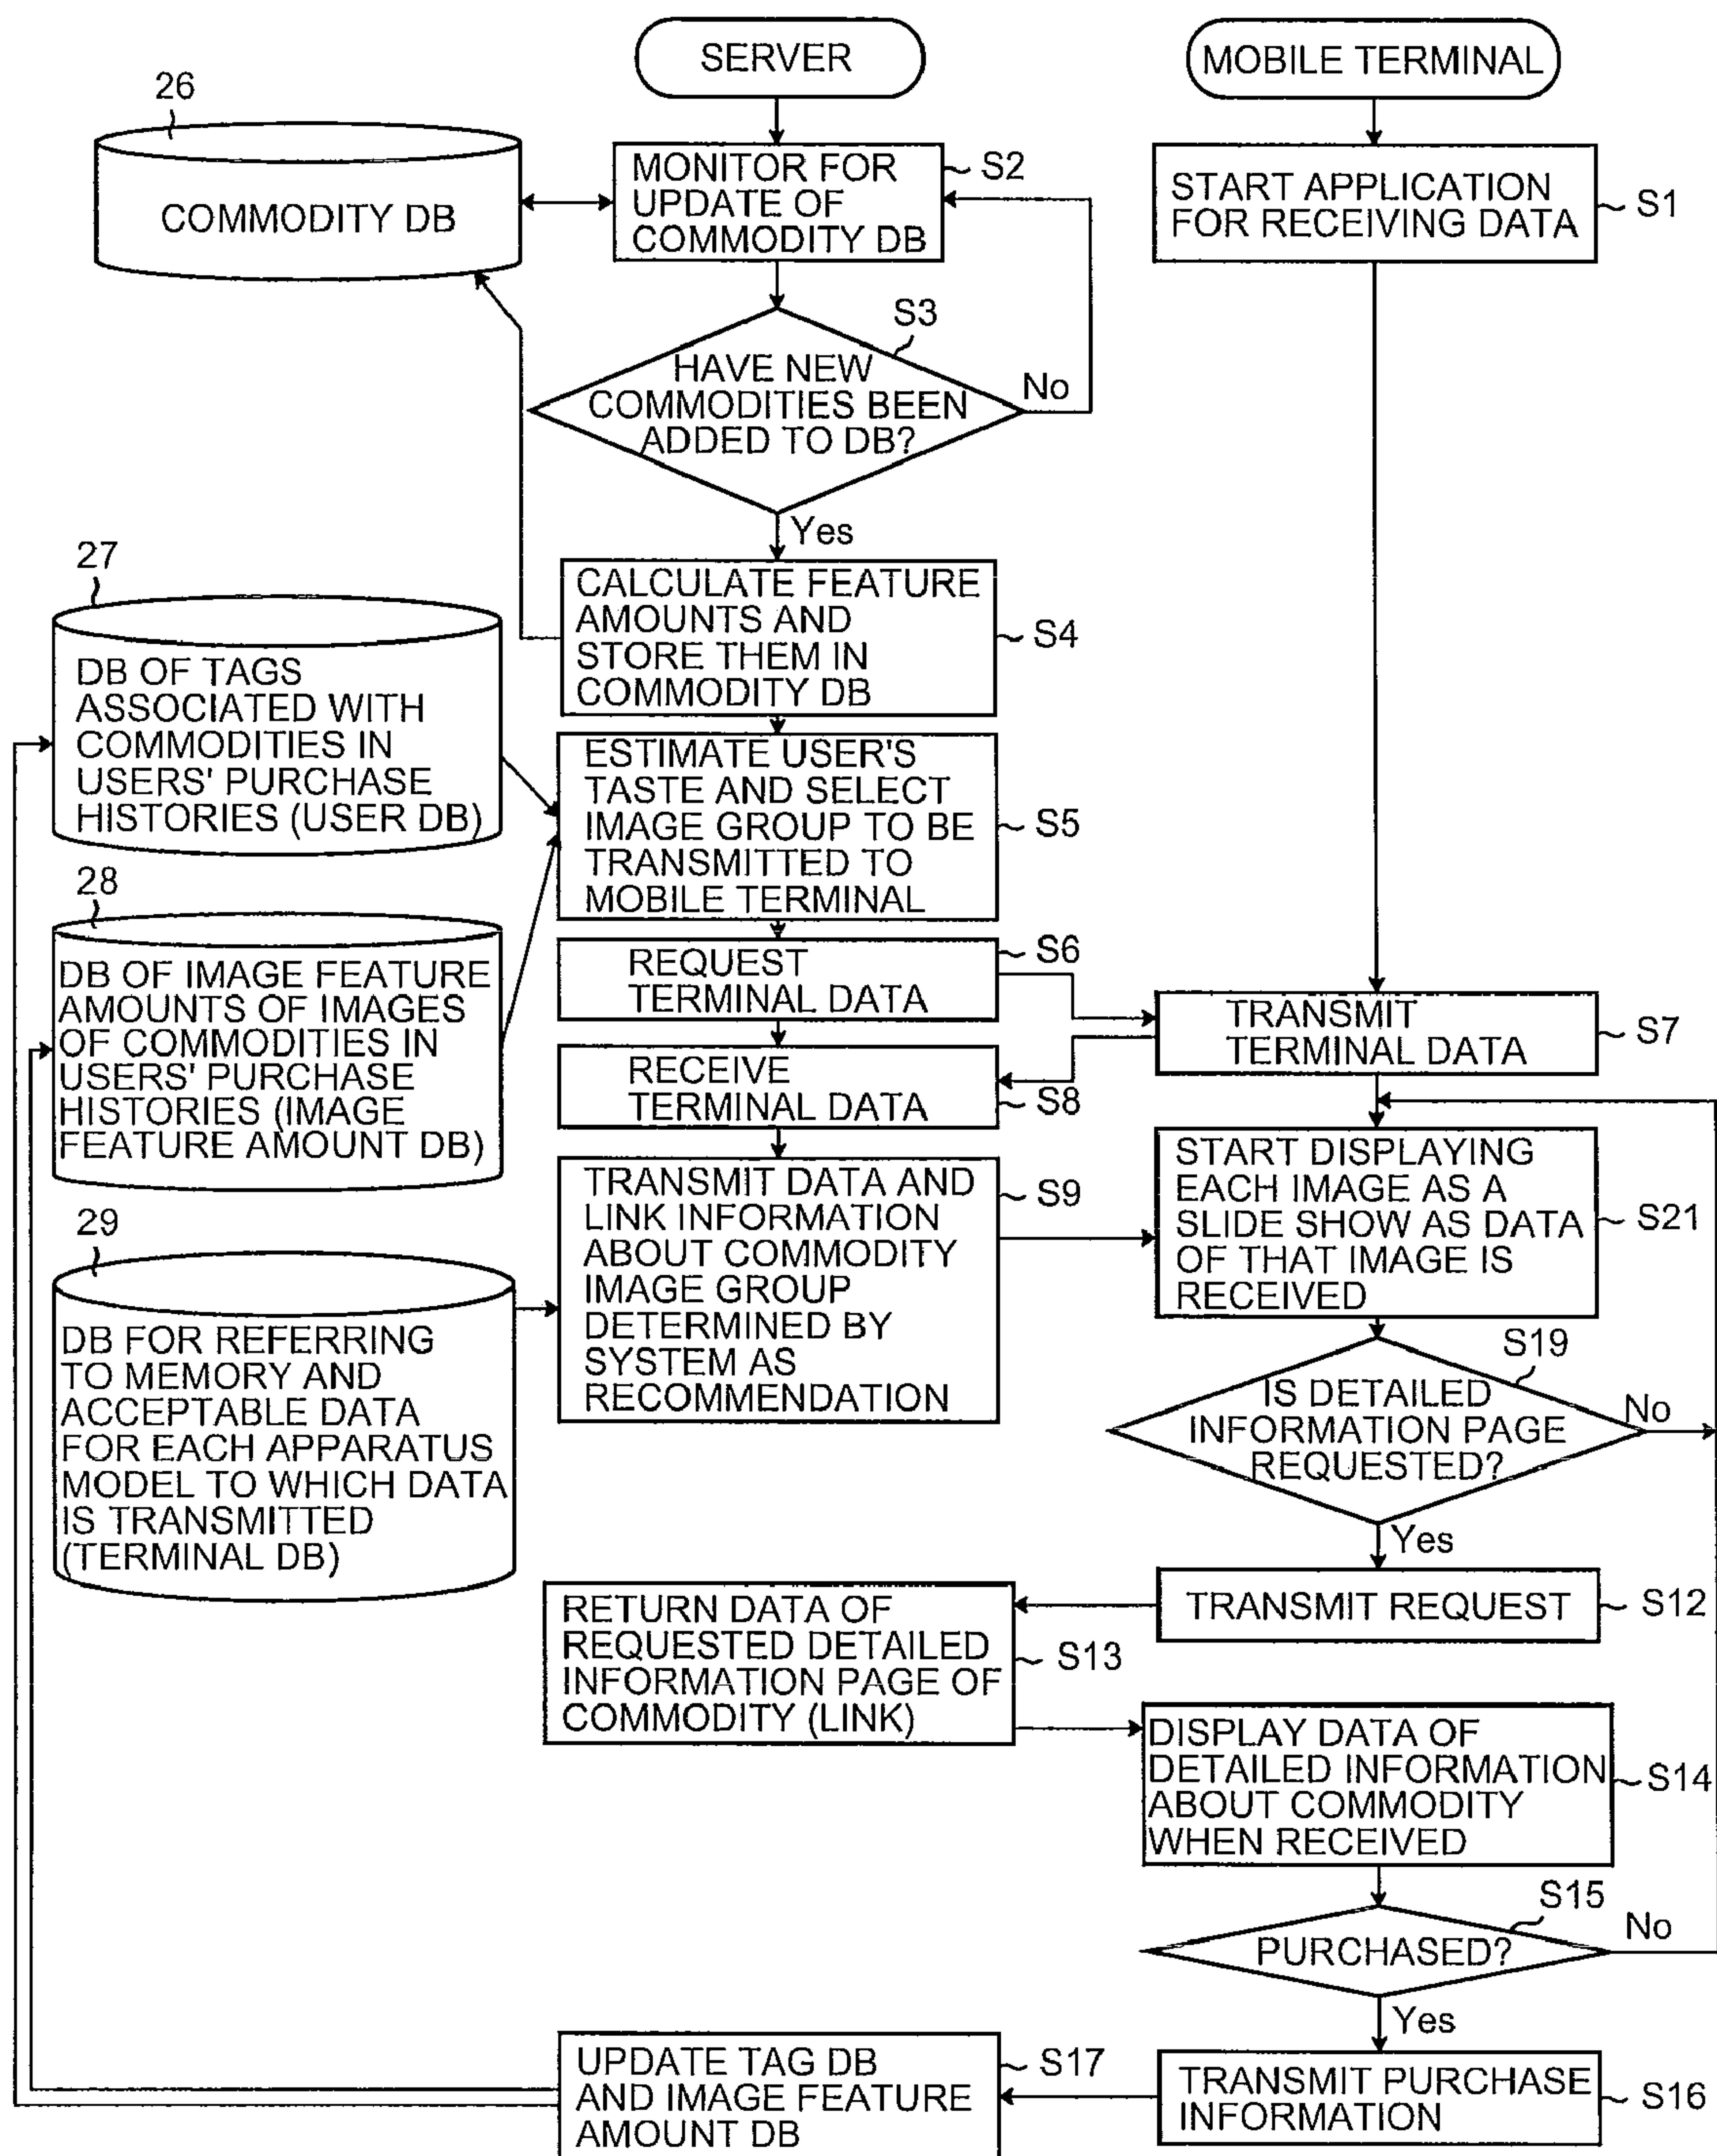 SERVER
MOBILE TERMINAL
26
COMMODITY DB
MONITOR FOR
UPDATE OF
COMMODITY DB
S2
START APPLICATION
FOR RECEIVING DATA
S1
S3
HAVE NEW
COMMODITIES BEEN
ADDED TO DB?
No
Yes
27
DB OF TAGS
ASSOCIATED WITH
COMMODITIES IN
USERS' PURCHASE
HISTORIES (USER DB)
CALCULATE FEATURE
AMOUNTS AND
STORE THEM IN
COMMODITY DB
S4
ESTIMATE USER'S
TASTE AND SELECT
IMAGE GROUP TO BE
TRANSMITTED TO
MOBILE TERMINAL
S5
28
DB OF IMAGE FEATURE
AMOUNTS OF IMAGES
OF COMMODITIES IN
USERS' PURCHASE
HISTORIES (IMAGE
FEATURE AMOUNT DB)
REQUEST
TERMINAL DATA
S6
TRANSMIT
TERMINAL DATA
S7
RECEIVE
TERMINAL DATA
S8
29
DB FOR REFERRING
TO MEMORY AND
ACCEPTABLE DATA
FOR EACH APPARATUS
MODEL TO WHICH DATA
IS TRANSMITTED
(TERMINAL DB)
TRANSMIT DATA AND
LINK INFORMATION
ABOUT COMMODITY
IMAGE GROUP
DETERMINED BY
SYSTEM AS
RECOMMENDATION
S9
START DISPLAYING
EACH IMAGE AS A
SLIDE SHOW AS DATA
OF THAT IMAGE IS
RECEIVED
S21
S19
IS DETAILED
INFORMATION PAGE
REQUESTED?
No
Yes
TRANSMIT REQUEST
S12
RETURN DATA OF
REQUESTED DETAILED
INFORMATION PAGE OF
COMMODITY (LINK)
S13
DISPLAY DATA OF
DETAILED INFORMATION
ABOUT COMMODITY
WHEN RECEIVED
S14
S15
PURCHASED?
No
Yes
UPDATE TAG DB
AND IMAGE FEATURE
AMOUNT DB
S17
TRANSMIT PURCHASE
INFORMATION
S16